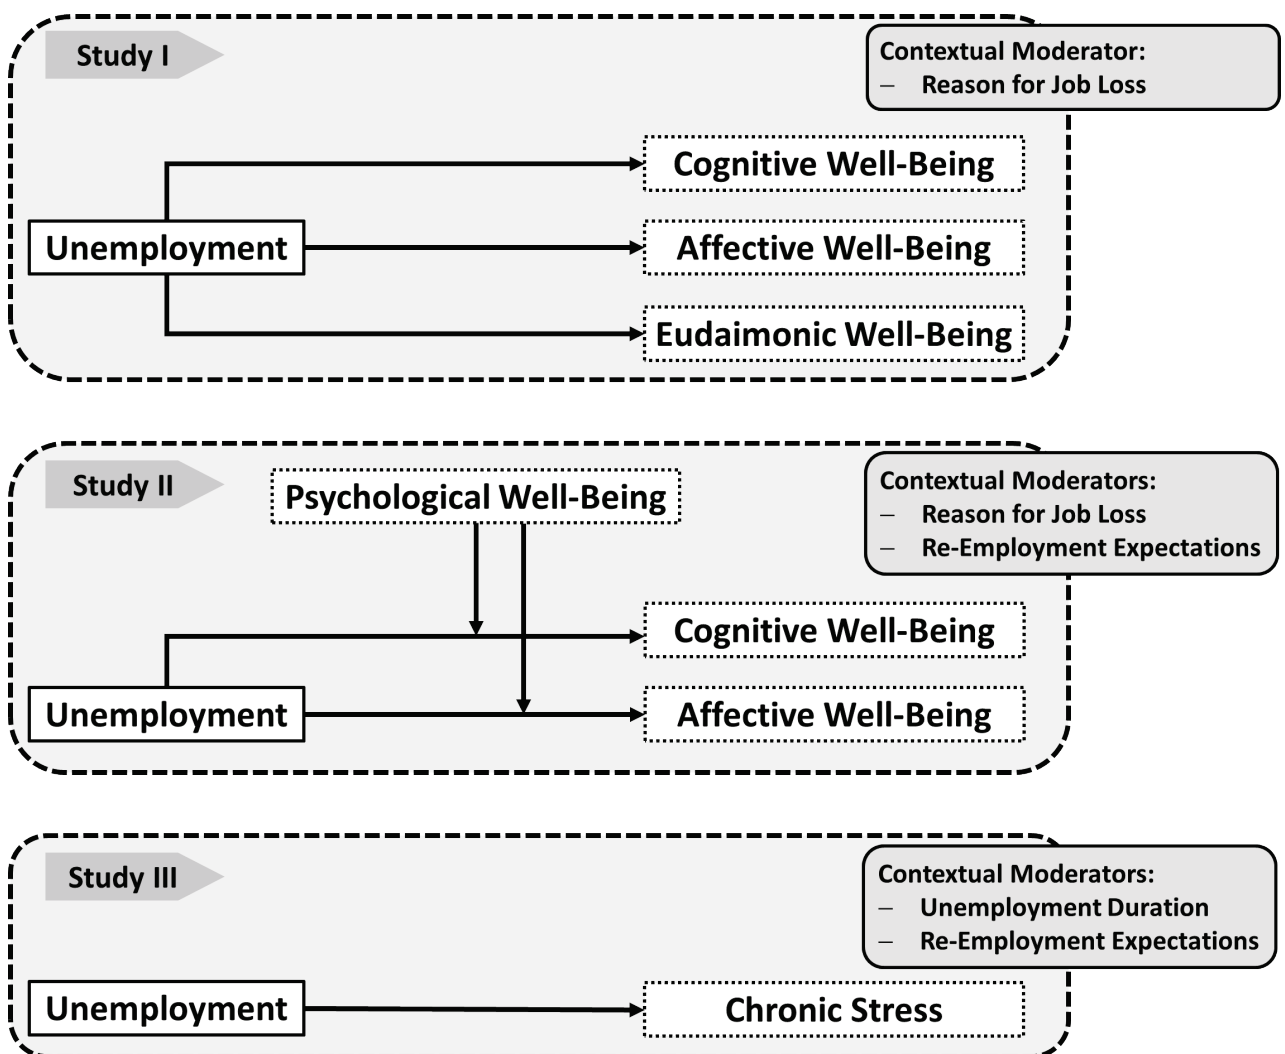 Study I
Contextual Moderator:
– Reason for Job Loss
Cognitive Well-Being
Unemployment
Affective Well-Being
Eudaimonic Well-Being
Study II
Psychological Well-Being
Contextual Moderators:
– Reason for Job Loss
– Re-Employment Expectations
Cognitive Well-Being
Unemployment
Affective Well-Being
Study III
Contextual Moderators:
– Unemployment Duration
– Re-Employment Expectations
Unemployment
Chronic Stress